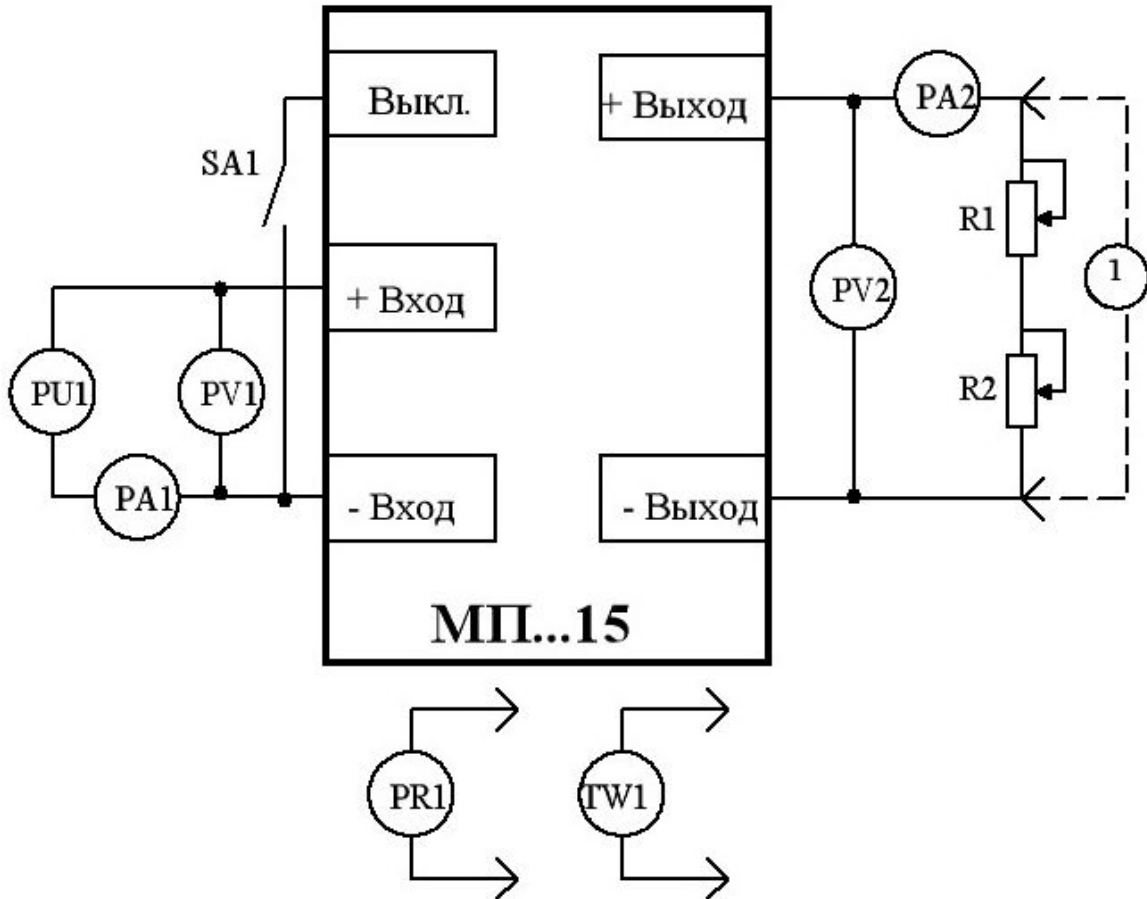 Выкл.
+ Выход
PA2
SA1
R1
+ Вход
PV2
1
PU1
PV1
R2
PA1
- Вход
- Выход
МП...15
PR1
TW1